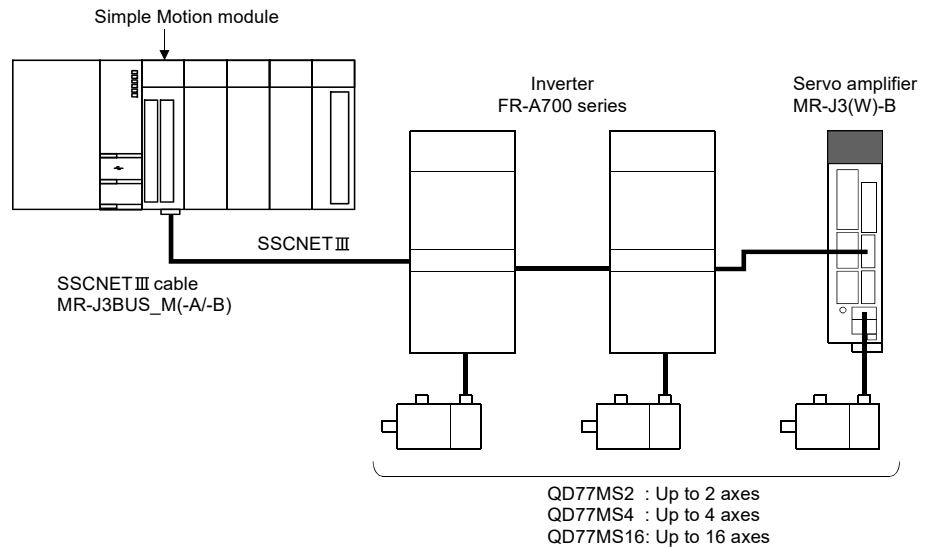 Simple Motion module
Inverter
FR-A700 series
Servo amplifier
MR-J3(W)-B
SSCNETⅢ
SSCNETⅢ cable
MR-J3BUS_M(-A/-B)
QD77MS2 : Up to 2 axes
QD77MS4 : Up to 4 axes
QD77MS16: Up to 16 axes